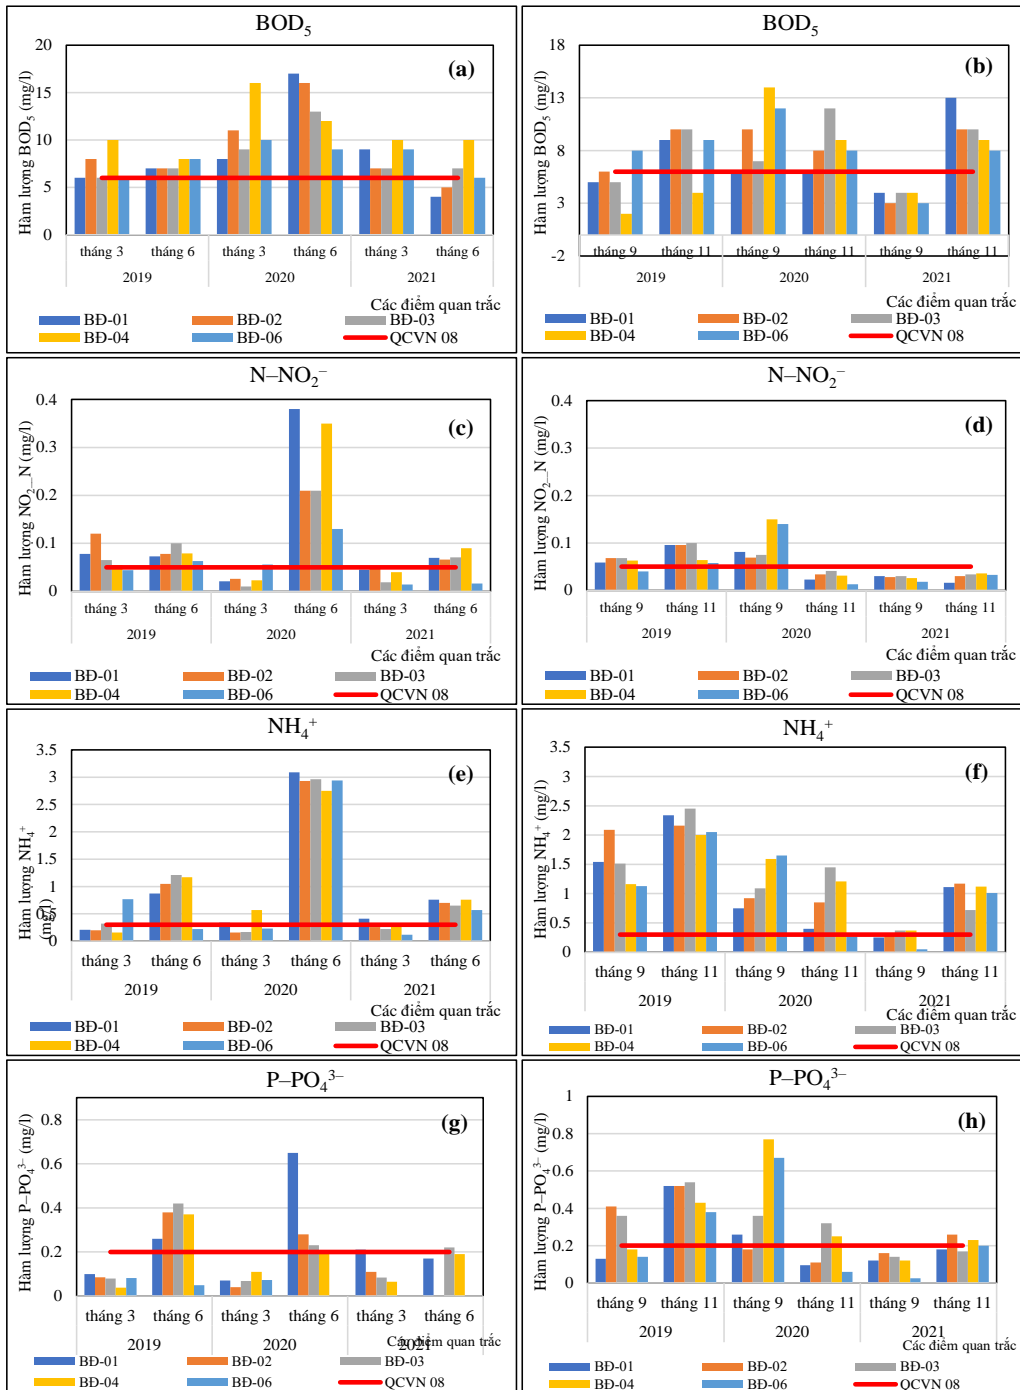 BOD₅
Hàm lượng BOD₅ (mg/l)
(a)
20
15
10
5
0
tháng 3 tháng 6 tháng 3 tháng 6 tháng 3 tháng 6
2019 2020 2021
Các điểm quan trắc
BĐ-01 BĐ-02 BĐ-03
BĐ-04 BĐ-06 QCVN 08
BOD₅
Hàm lượng BOD₅ (mg/l)
(b)
18
13
8
3
-2
tháng 9 tháng 11 tháng 9 tháng 11 tháng 9 tháng 11
2019 2020 2021
Các điểm quan trắc
BĐ-01 BĐ-02 BĐ-03
BĐ-04 BĐ-06 QCVN 08
N–NO₂⁻
Hàm lượng NO₂_N (mg/l)
(c)
0.4
0.3
0.2
0.1
0
tháng 3 tháng 6 tháng 3 tháng 6 tháng 3 tháng 6
2019 2020 2021
Các điểm quan trắc
BĐ-01 BĐ-02 BĐ-03
BĐ-04 BĐ-06 QCVN 08
N–NO₂⁻
Hàm lượng NO₂_N (mg/l)
(d)
0.4
0.3
0.2
0.1
0
tháng 9 tháng 11 tháng 9 tháng 11 tháng 9 tháng 11
2019 2020 2021
Các điểm quan trắc
BĐ-01 BĐ-02 BĐ-03
BĐ-04 BĐ-06 QCVN 08
NH₄⁺
Hàm lượng NH₄⁺
(mg/l)
(e)
3.5
3
2.5
2
1.5
1
0.5
0
tháng 3 tháng 6 tháng 3 tháng 6 tháng 3 tháng 6
2019 2020 2021
Các điểm quan trắc
BĐ-01 BĐ-02 BĐ-03
BĐ-04 BĐ-06 QCVN 08
NH₄⁺
Hàm lượng NH₄⁺ (mg/l)
(f)
3.5
3
2.5
2
1.5
1
0.5
0
tháng 9 tháng 11 tháng 9 tháng 11 tháng 9 tháng 11
2019 2020 2021
Các điểm quan trắc
BĐ-01 BĐ-02 BĐ-03
BĐ-04 BĐ-06 QCVN 08
P–PO₄³⁻
Hàm lượng P–PO₄³⁻ (mg/l)
(g)
0.8
0.6
0.4
0.2
0
tháng 3 tháng 6 tháng 3 tháng 6 tháng 3 tháng 6
2019 2020 2021
Các điểm quan trắc
BĐ-01 BĐ-02 BĐ-03
BĐ-04 BĐ-06 QCVN 08
P–PO₄³⁻
Hàm lượng P–PO₄³⁻ (mg/l)
(h)
1
0.8
0.6
0.4
0.2
0
tháng 9 tháng 11 tháng 9 tháng 11 tháng 9 tháng 11
2019 2020 2021
Các điểm quan trắc
BĐ-01 BĐ-02 BĐ-03
BĐ-04 BĐ-06 QCVN 08